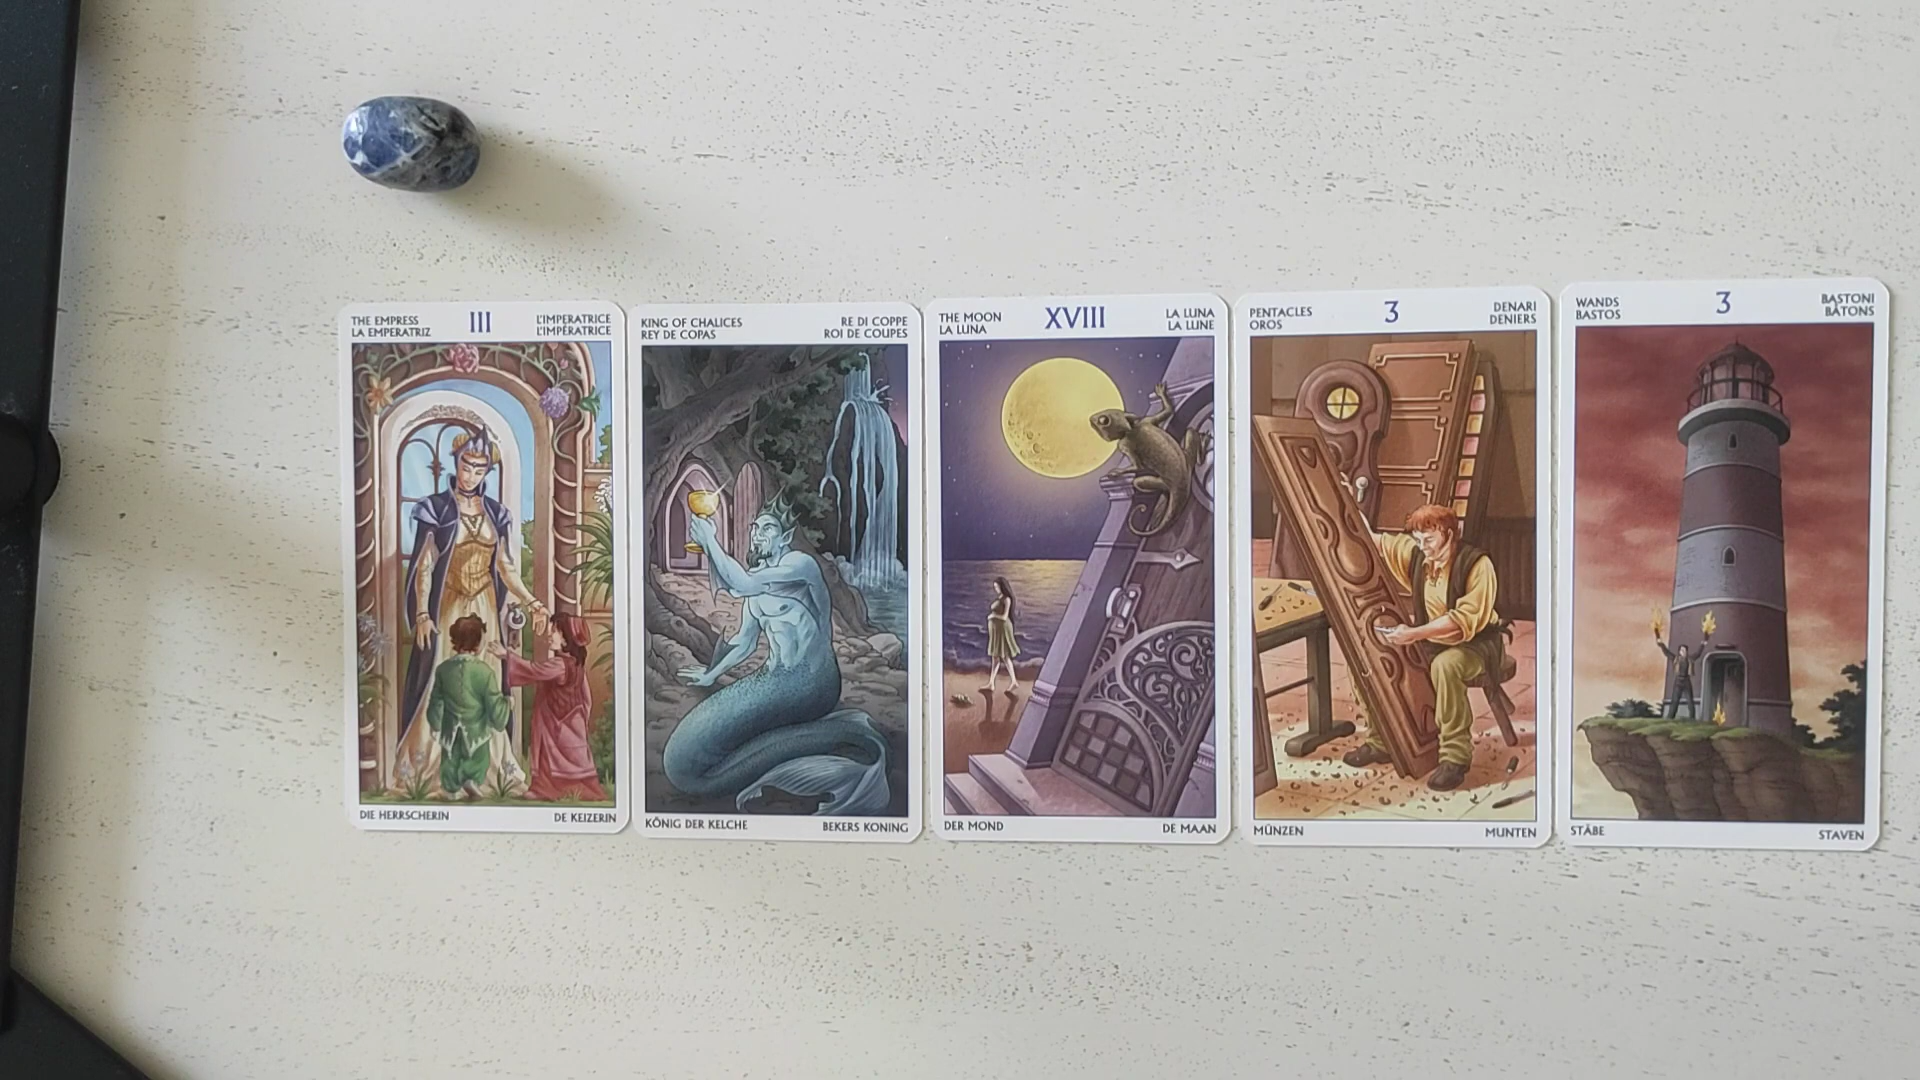 THE EMPRESS
LA EMPERATRIZ
III
L'IMPERATRICE
L'IMPÉRATRICE
DIE HERRSCHERIN
DE KEIZERIN
KING OF CHALICES
REY DE COPAS
RE DI COPPE
ROI DE COUPES
KÖNIG DER KELCHE
BEKERS KONING
THE MOON
LA LUNA
XVIII
LA LUNA
LA LUNE
DER MOND
DE MAAN
PENTACLES
OROS
3
DENARI
DENIERS
MÜNZEN
MUNTEN
WANDS
BASTOS
3
BASTONI
BÂTONS
STÄBE
STAVEN